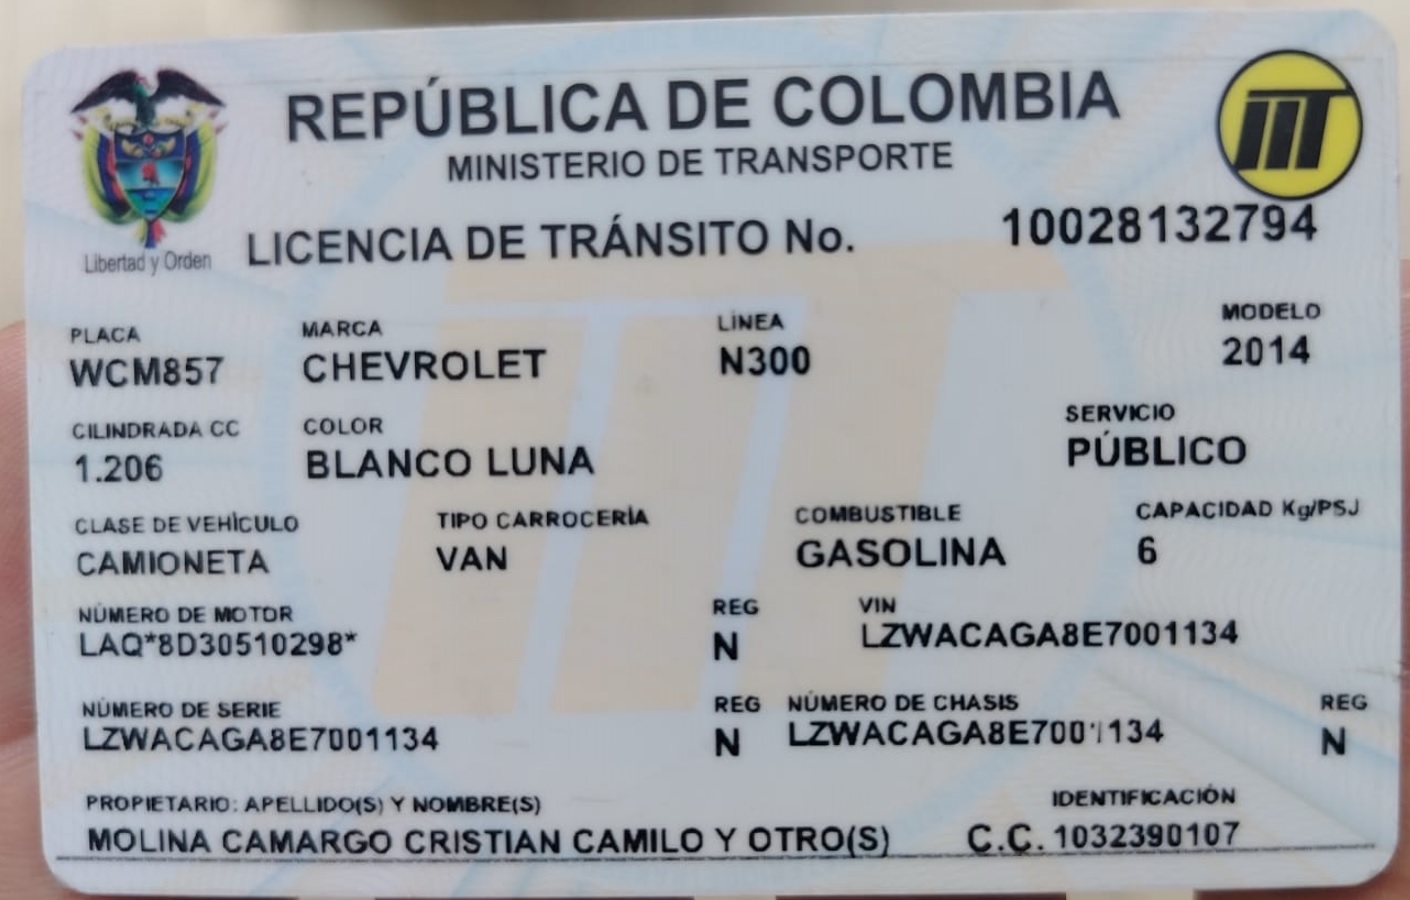 REPÚBLICA DE COLOMBIA
MINISTERIO DE TRANSPORTE
Libertad y Orden
LICENCIA DE TRÁNSITO No. 10028132794
PLACA MARCA LÍNEA MODELO
WCM857 CHEVROLET N300 2014
CILINDRADA CC COLOR SERVICIO
1.206 BLANCO LUNA PÚBLICO
CLASE DE VEHÍCULO TIPO CARROCERÍA COMBUSTIBLE CAPACIDAD Kg/PSJ
CAMIONETA VAN GASOLINA 6
NÚMERO DE MOTOR REG VIN
LAQ*8D30510298* N LZWACAGA8E7001134
NÚMERO DE SERIE REG NÚMERO DE CHASIS REG
LZWACAGA8E7001134 N LZWACAGA8E7001134 N
PROPIETARIO: APELLIDO(S) Y NOMBRE(S) IDENTIFICACIÓN
MOLINA CAMARGO CRISTIAN CAMILO Y OTRO(S) C.C. 1032390107